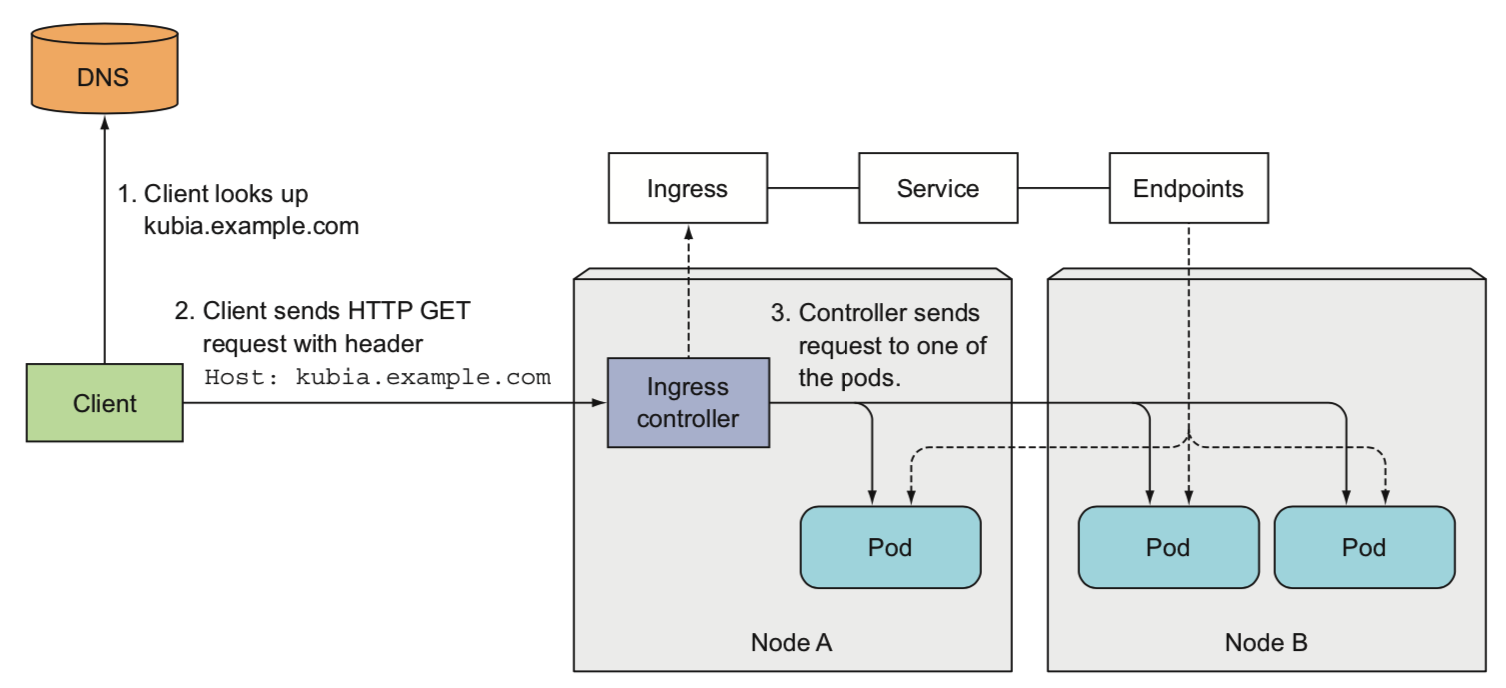 DNS
1. Client looks up
kubia.example.com
Ingress
Service
Endpoints
2. Client sends HTTP GET
request with header
Host: kubia.example.com
3. Controller sends
request to one of
the pods.
Client
Ingress
controller
Pod
Pod
Pod
Node A
Node B